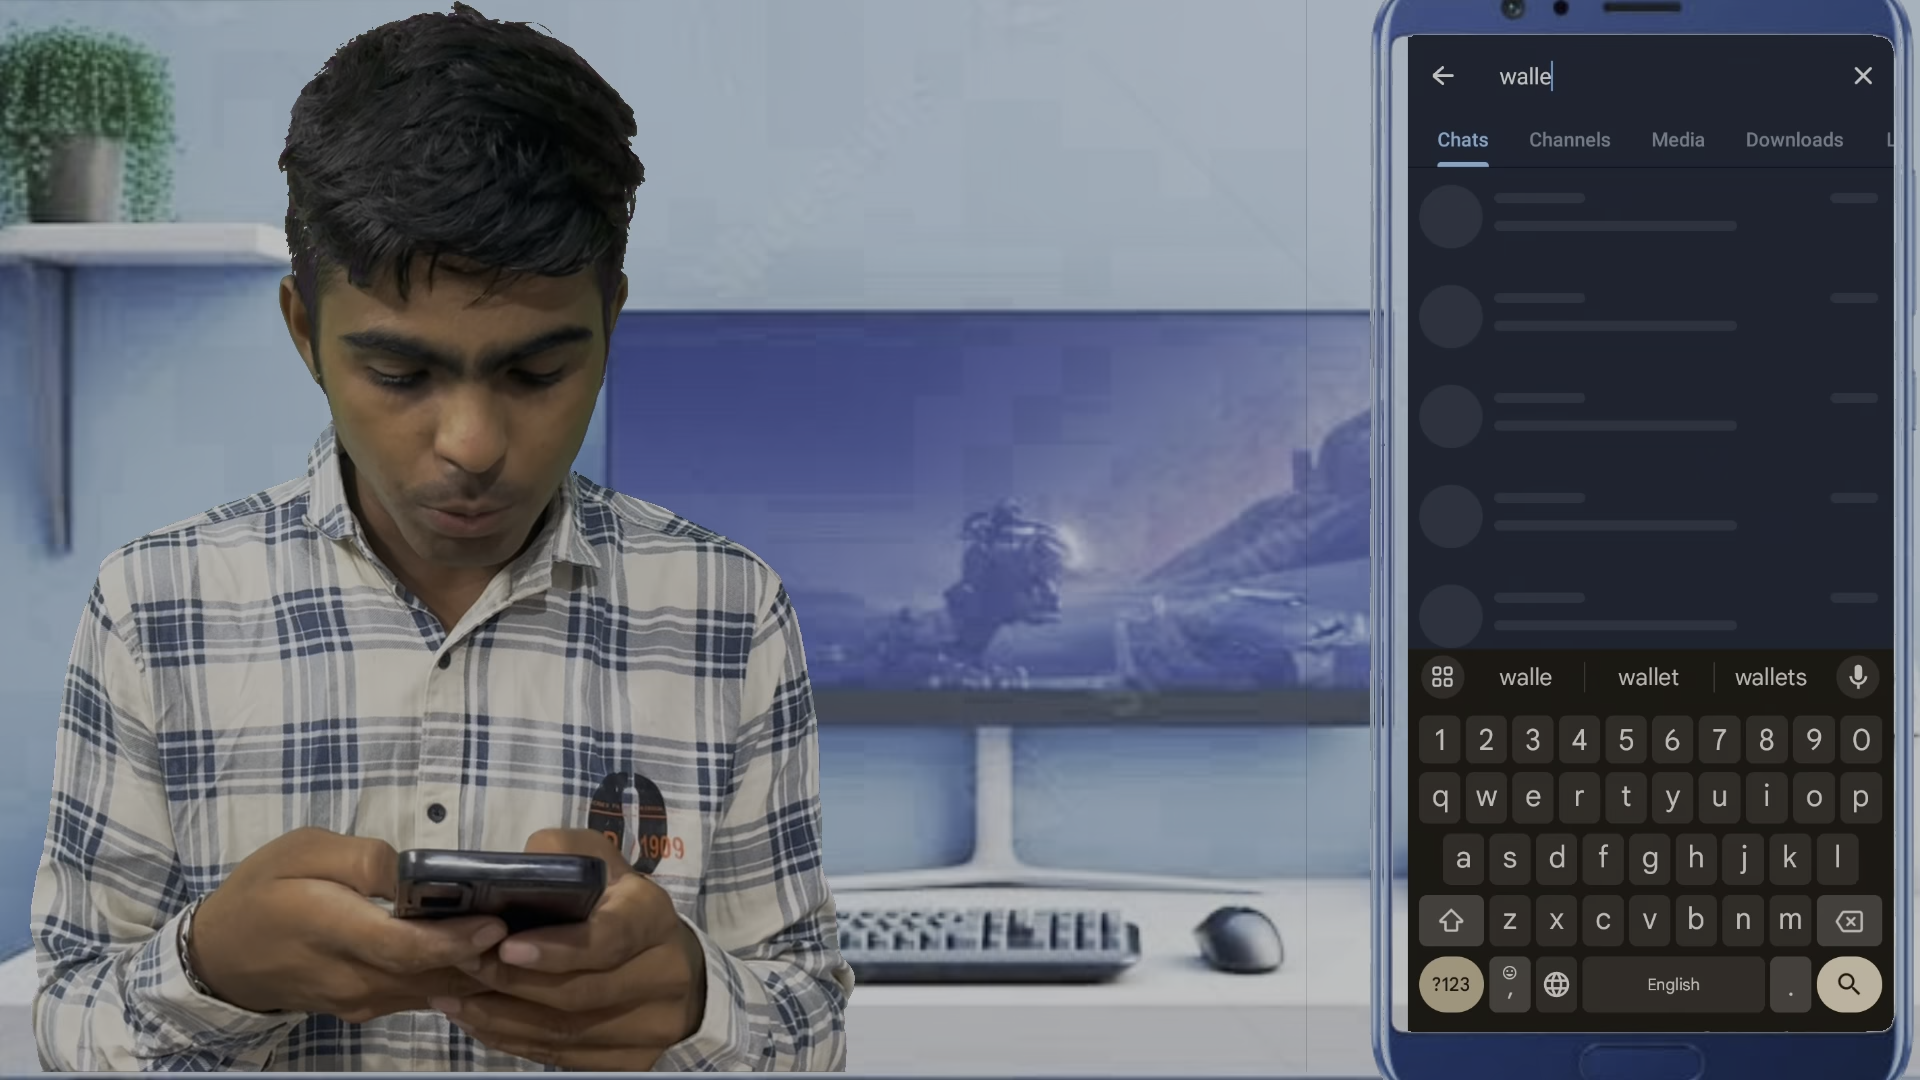 walle
Chats Channels Media Downloads L
walle wallet wallets
1 2 3 4 5 6 7 8 9 0
q w e r t y u i o p
a s d f g h j k l
z x c v b n m
?123 , English .
1909